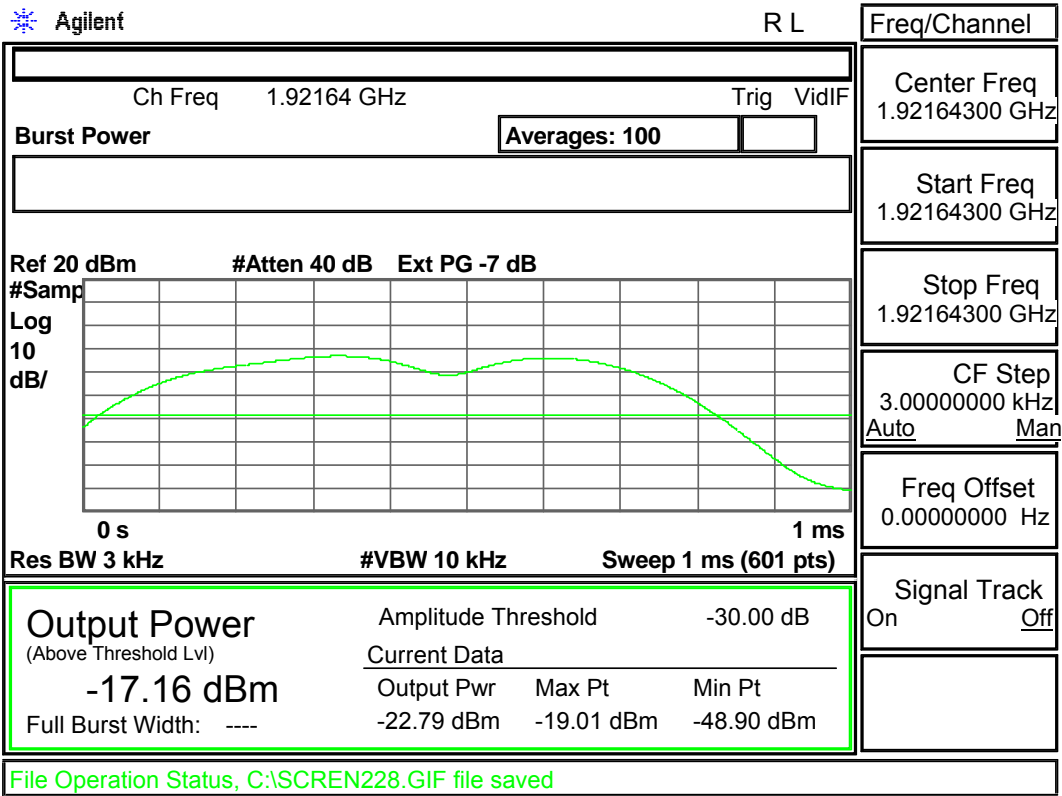 Agilent
R L
Ch Freq 1.92164 GHz
Trig VidIF
Burst Power
Averages: 100
Ref 20 dBm #Atten 40 dB Ext PG -7 dB
#Samp
Log
10
dB/
0 s
1 ms
Res BW 3 kHz #VBW 10 kHz Sweep 1 ms (601 pts)
Output Power
(Above Threshold Lvl)
-17.16 dBm
Full Burst Width: ----
Amplitude Threshold -30.00 dB
Current Data
Output Pwr Max Pt Min Pt
-22.79 dBm -19.01 dBm -48.90 dBm
File Operation Status, C:\SCREN228.GIF file saved
Freq/Channel
Center Freq
1.92164300 GHz
Start Freq
1.92164300 GHz
Stop Freq
1.92164300 GHz
CF Step
3.00000000 kHz
Auto Man
Freq Offset
0.00000000 Hz
Signal Track
On Off